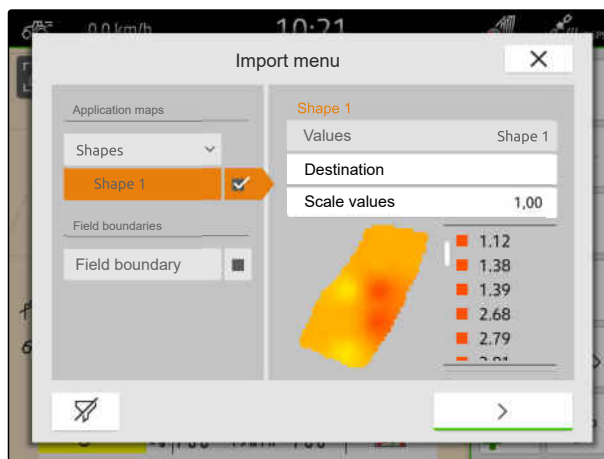 0.0 km/h 10:21
Import menu
Application maps
Shapes
Shape 1
Field boundaries
Field boundary
Shape 1
Values Shape 1
Destination
Scale values 1,00
1.12
1.38
1.39
2.68
2.79